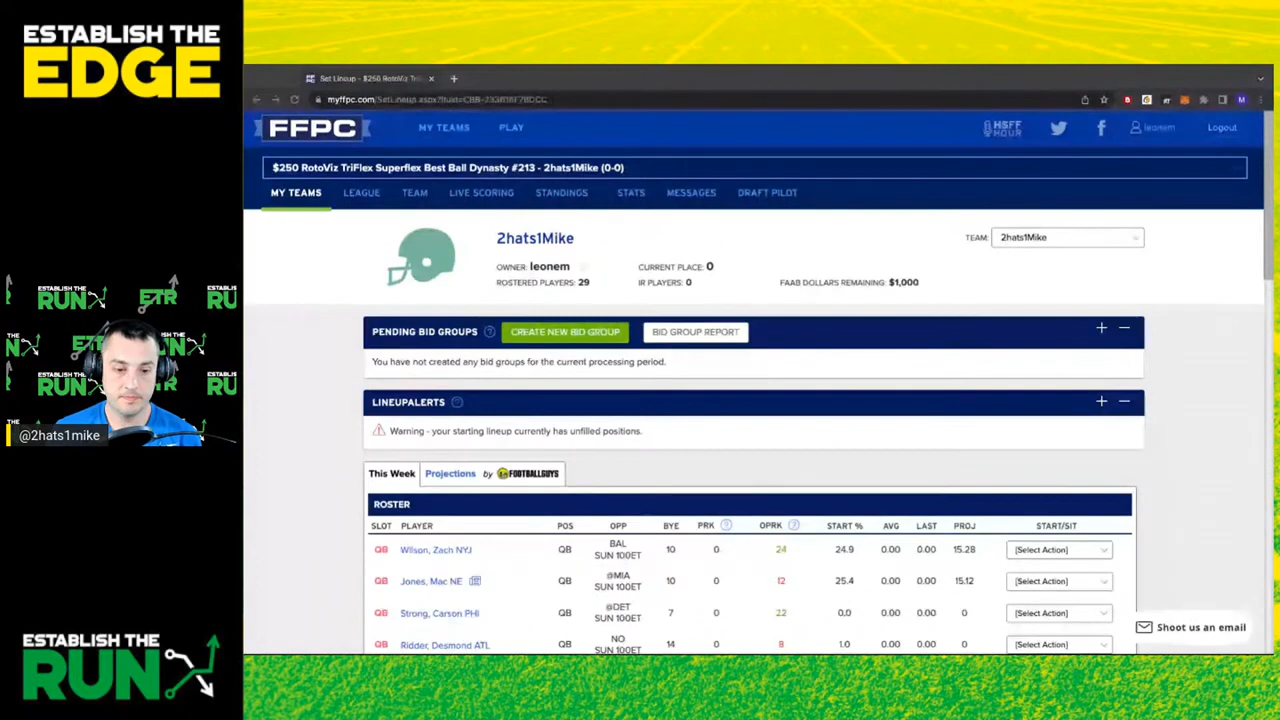 ESTABLISH THE
EDGE
Set Lineup - $250 RotoViz Tri
myffpc.com
FFPC
MY TEAMS
PLAY
HSFF
HOUR
leonem
Logout
$250 RotoViz TriFlex Superflex Best Ball Dynasty #213 - 2hats1Mike (0-0)
MY TEAMS LEAGUE TEAM LIVE SCORING STANDINGS STATS MESSAGES DRAFT PILOT
2hats1Mike
TEAM: 2hats1Mike
OWNER: leonem
CURRENT PLACE: 0
ROSTERED PLAYERS: 29
IR PLAYERS: 0
FAAB DOLLARS REMAINING: $1,000
PENDING BID GROUPS ? CREATE NEW BID GROUP BID GROUP REPORT
You have not created any bid groups for the current processing period.
LINEUPALERTS ?
Warning - your starting lineup currently has unfilled positions.
This Week Projections by FOOTBALLGUYS
ROSTER
SLOT PLAYER POS OPP BYE PRK ? OPRK ? START % AVG LAST PROJ START/SIT
QB Wilson, Zach NYJ QB BAL SUN 100ET 10 0 24 24.9 0.00 0.00 15.28 [Select Action]
QB Jones, Mac NE QB @MIA SUN 100ET 10 0 12 25.4 0.00 0.00 15.12 [Select Action]
QB Strong, Carson PHI QB @DET SUN 100ET 7 0 22 0.0 0.00 0.00 0 [Select Action]
QB Ridder, Desmond ATL QB NO SUN 100ET 14 0 8 1.0 0.00 0.00 0 [Select Action]
Shoot us an email
ESTABLISH THE
RUN
ETR
@2hats1mike
ESTABLISH THE
RUN